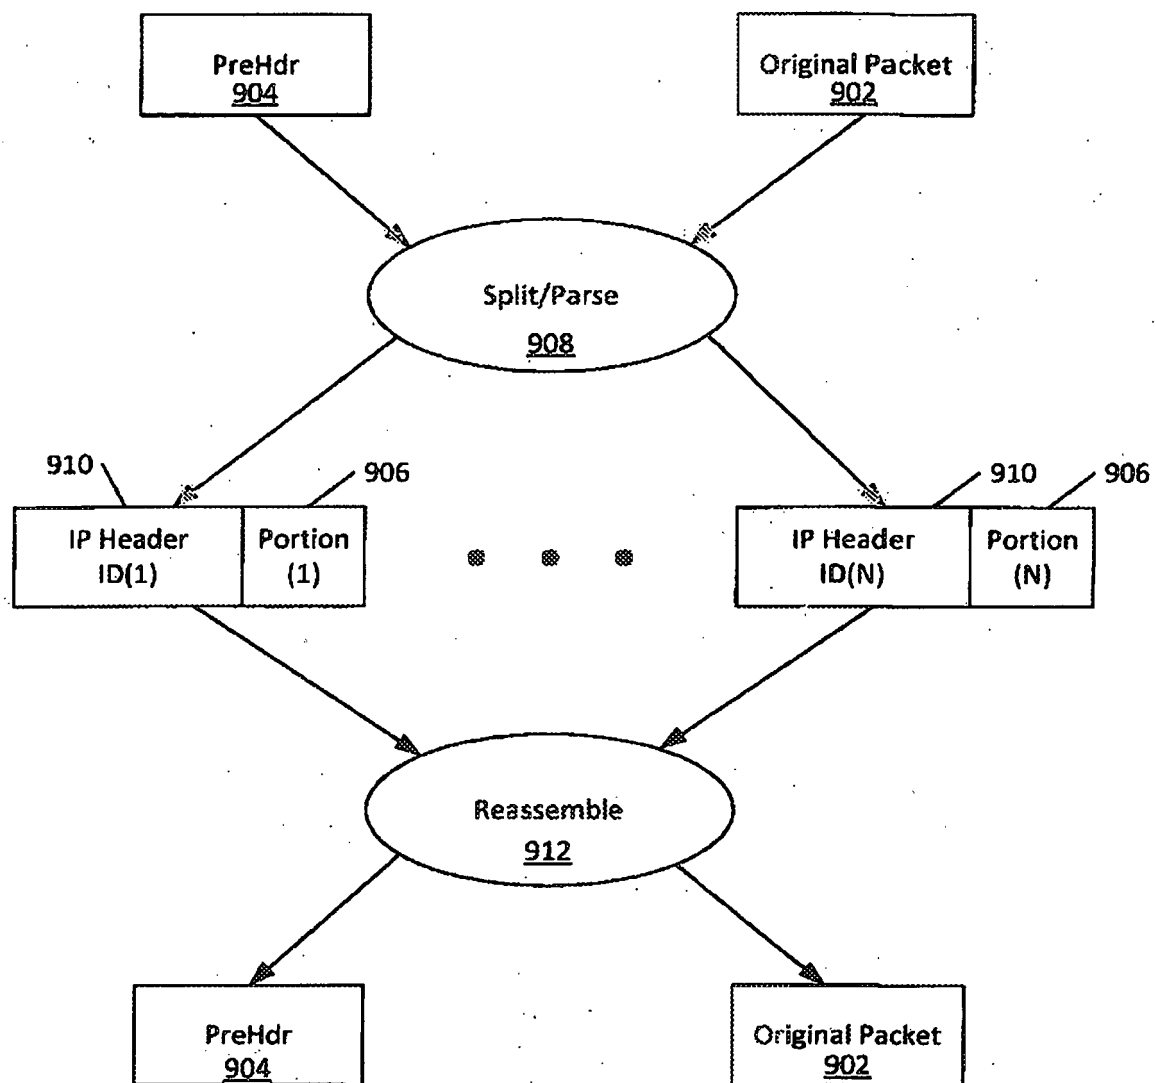 PreHdr
904
Original Packet
902
Split/Parse
908
910
906
910
906
IP Header
ID(1)
Portion
(1)
IP Header
ID(N)
Portion
(N)
Reassemble
912
PreHdr
904
Original Packet
902